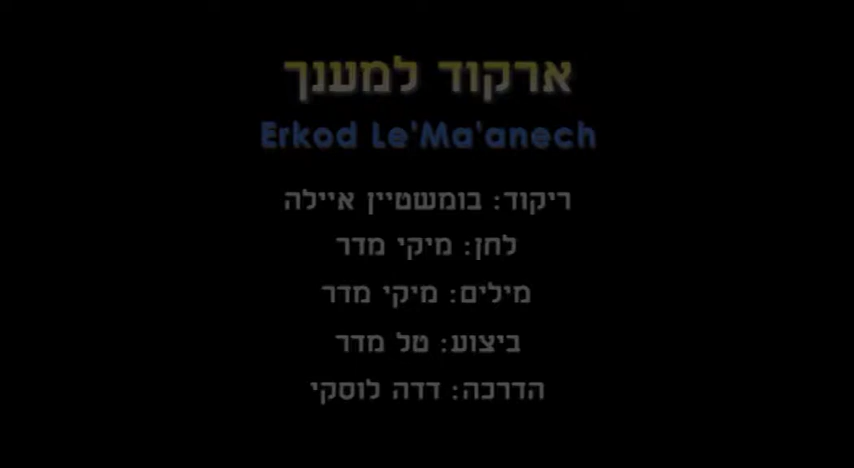 ארקוד למענך
Erkod Le'Ma'anech
ריקוד: בומשטיין איילה
לחן: מיקי מדר
מילים: מיקי מדר
ביצוע: טל מדר
הדרכה: דדה לוסקי